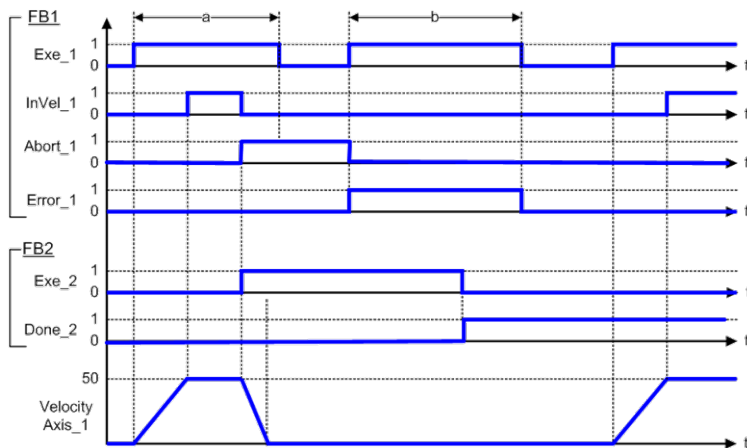 FB1
a
b
Exe_1
1
0
t
InVel_1
1
0
t
Abort_1
1
0
t
Error_1
1
0
t
FB2
Exe_2
1
0
t
Done_2
1
0
t
50
Velocity
Axis_1
t